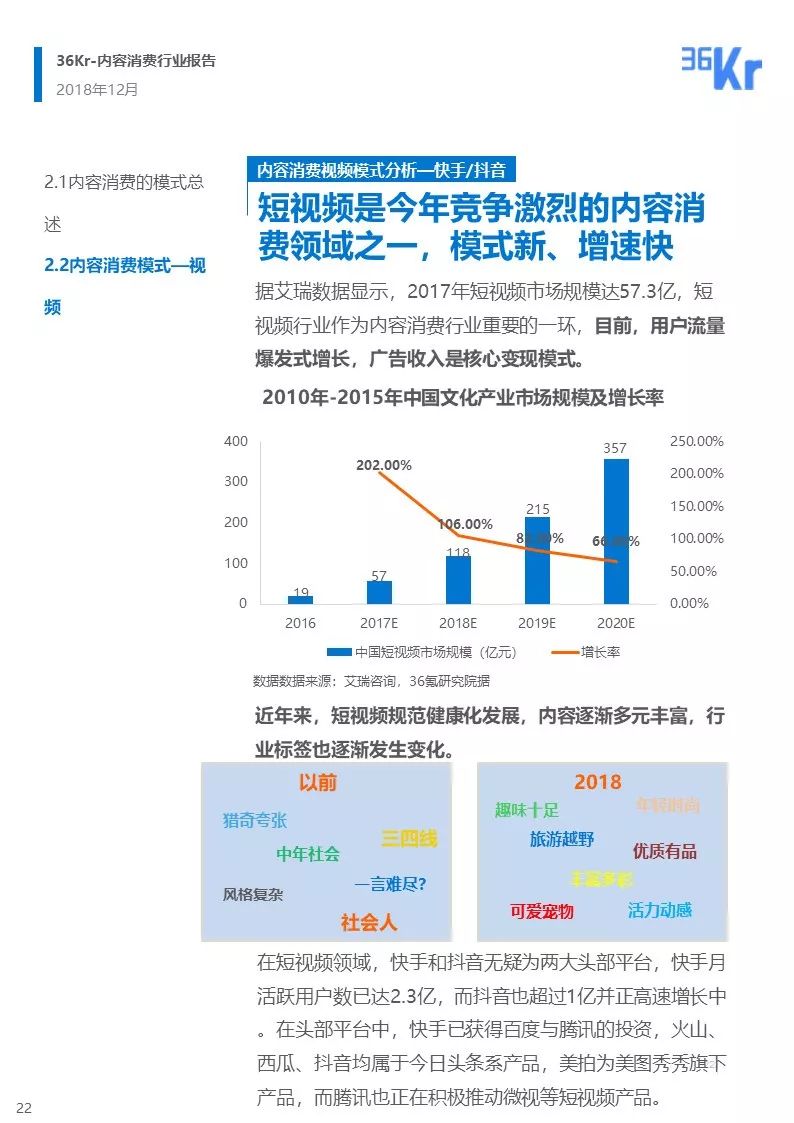 36Kr-内容消费行业报告
2018年12月
36Kr
2.1内容消费的模式总
述
2.2内容消费模式—视
频
内容消费视频模式分析—快手/抖音
短视频是今年竞争激烈的内容消
费领域之一，模式新、增速快
据艾瑞数据显示，2017年短视频市场规模达57.3亿，短
视频行业作为内容消费行业重要的一环，目前，用户流量
爆发式增长，广告收入是核心变现模式。
2010年-2015年中国文化产业市场规模及增长率
400
300
200
100
0
250.00%
200.00%
150.00%
100.00%
50.00%
0.00%
202.00%
106.00%
19
57
118
215
357
2016
2017E
2018E
2019E
2020E
中国短视频市场规模（亿元）
增长率
数据数据来源：艾瑞咨询，36氪研究院据
近年来，短视频规范健康化发展，内容逐渐多元丰富，行
业标签也逐渐发生变化。
以前
猎奇夸张
三四线
中年社会
一言难尽?
风格复杂
社会人
2018
趣味十足
年轻时尚
旅游越野
优质有品
丰富多彩
可爱宠物
活力动感
在短视频领域，快手和抖音无疑为两大头部平台，快手月
活跃用户数已达2.3亿，而抖音也超过1亿并正高速增长中
。在头部平台中，快手已获得百度与腾讯的投资，火山、
西瓜、抖音均属于今日头条系产品，美拍为美图秀秀旗下
产品，而腾讯也正在积极推动微视等短视频产品。
22